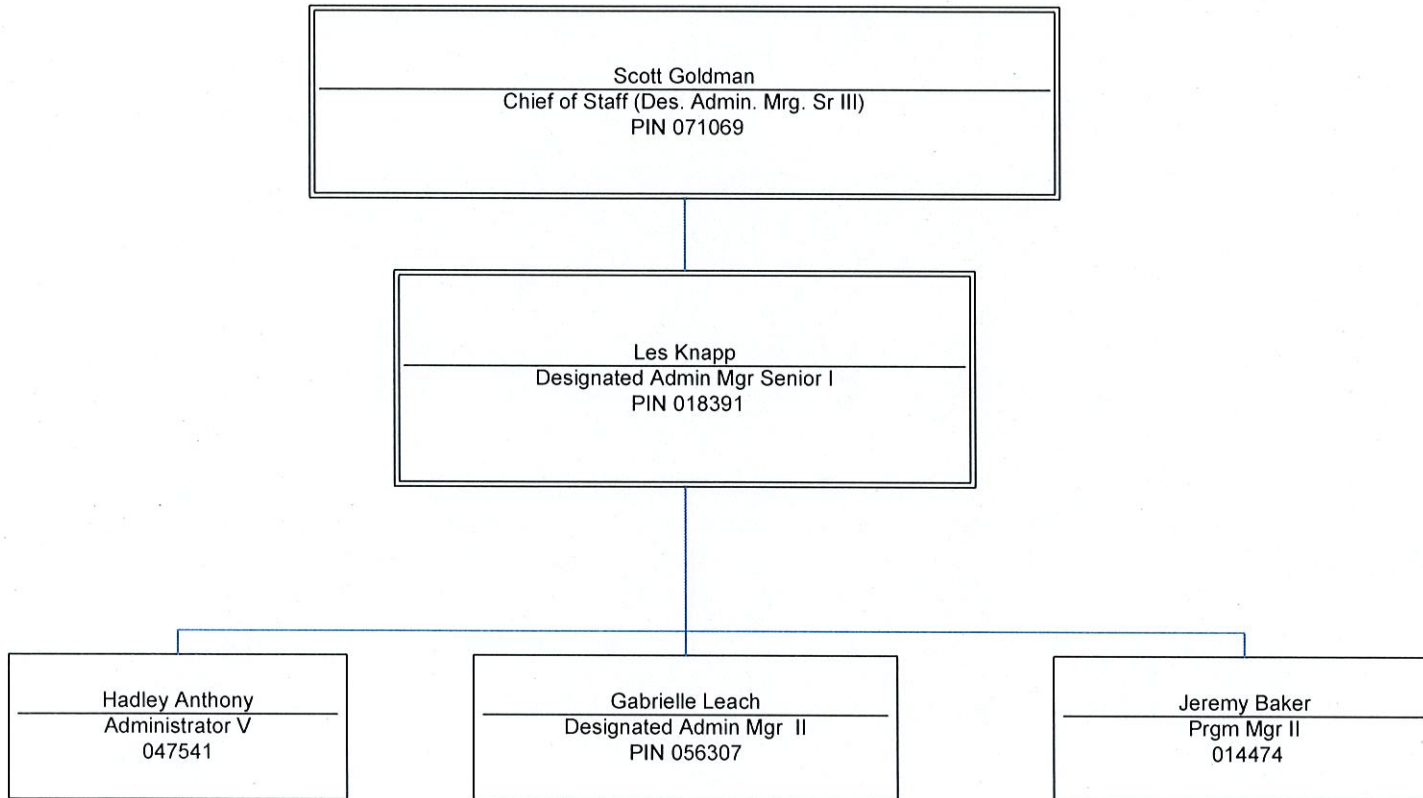 Scott Goldman
Chief of Staff (Des. Admin. Mrg. Sr III)
PIN 071069
Les Knapp
Designated Admin Mgr Senior I
PIN 018391
Hadley Anthony
Administrator V
047541
Gabrielle Leach
Designated Admin Mgr II
PIN 056307
Jeremy Baker
Prgm Mgr II
014474